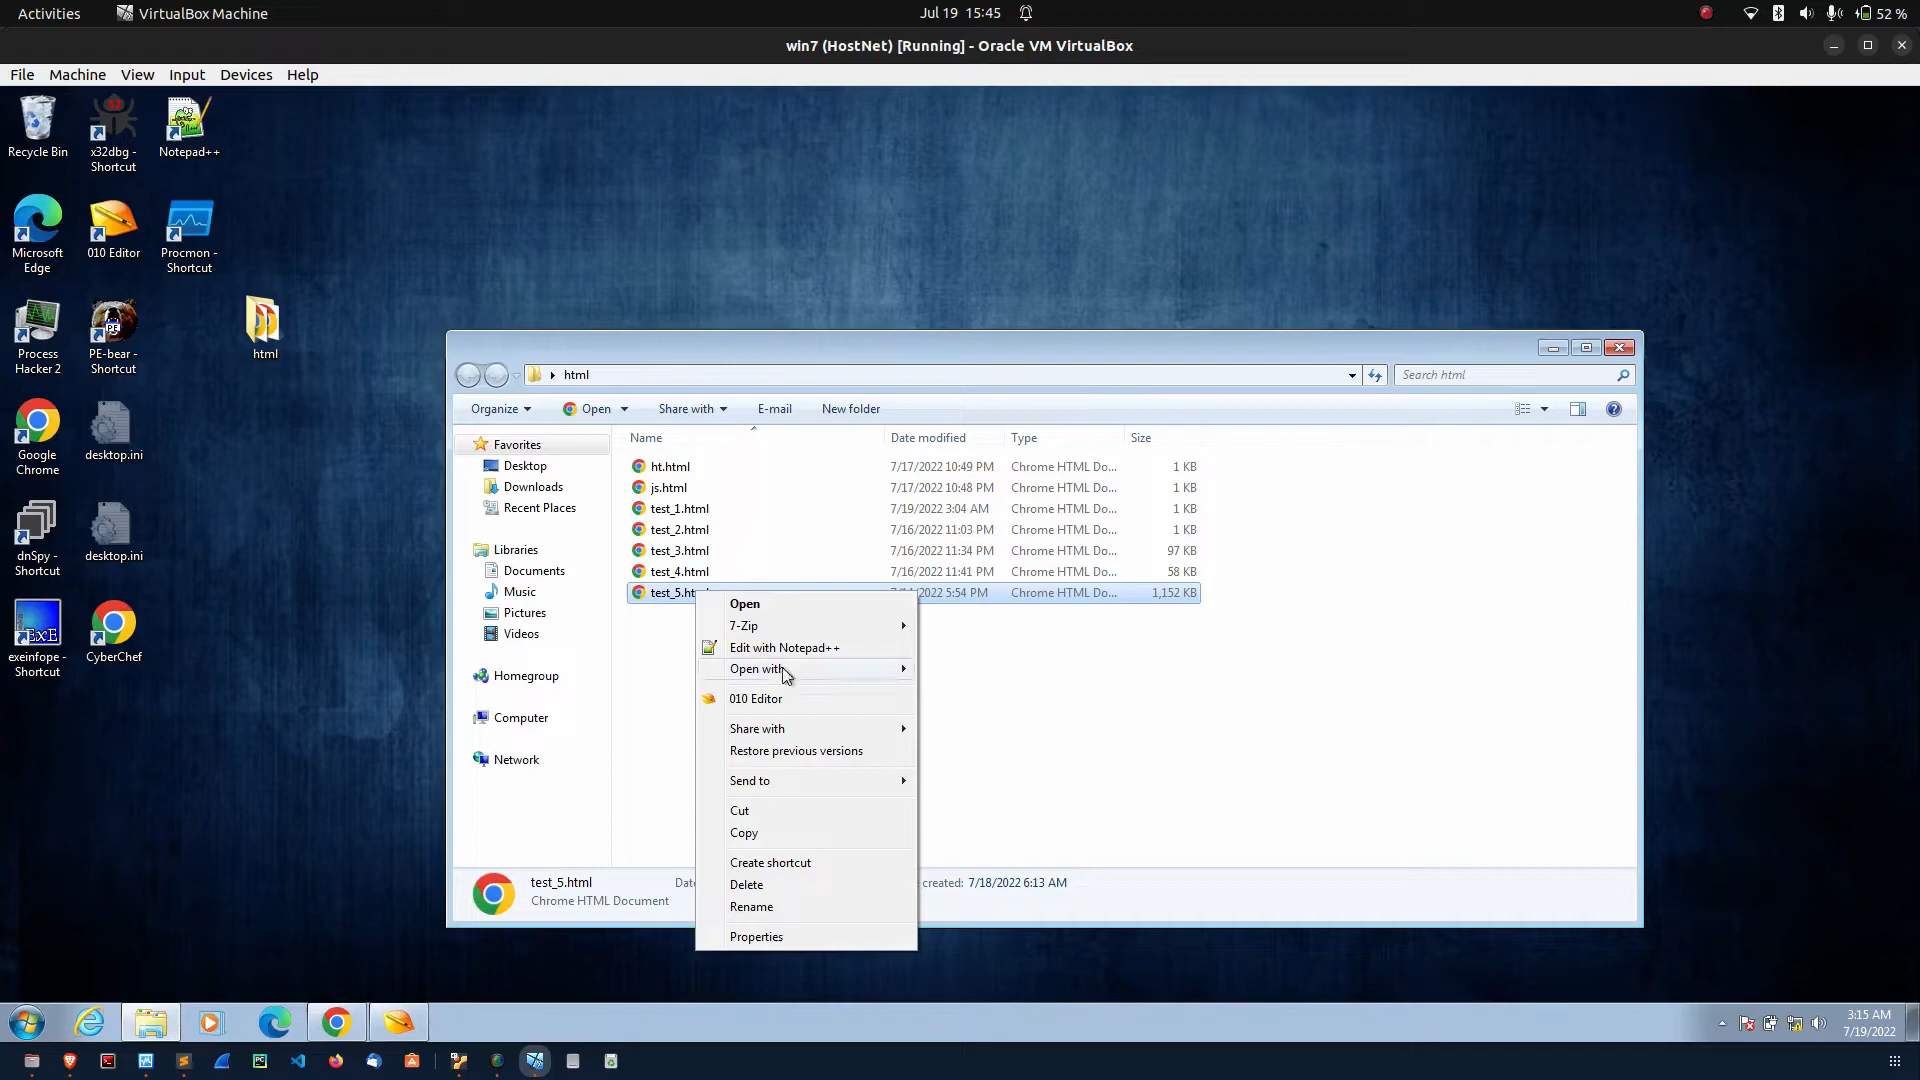 Activities VirtualBox Machine Jul 19 15:45 52 %
win7 (HostNet) [Running] - Oracle VM VirtualBox
File Machine View Input Devices Help
Recycle Bin
x32dbg -
Shortcut
Notepad++
Microsoft
Edge
010 Editor
Procmon -
Shortcut
Process
Hacker 2
PE
PE-bear -
Shortcut
html
Google
Chrome
desktop.ini
dnSpy -
Shortcut
desktop.ini
ExE
exeinfope -
Shortcut
CyberChef
html
Search html
Organize Open Share with E-mail New folder
Favorites
Desktop
Downloads
Recent Places
Libraries
Documents
Music
Pictures
Videos
Homegroup
Computer
Network
Name Date modified Type Size
ht.html 7/17/2022 10:49 PM Chrome HTML Do... 1 KB
js.html 7/17/2022 10:48 PM Chrome HTML Do... 1 KB
test_1.html 7/19/2022 3:04 AM Chrome HTML Do... 1 KB
test_2.html 7/16/2022 11:03 PM Chrome HTML Do... 1 KB
test_3.html 7/16/2022 11:34 PM Chrome HTML Do... 97 KB
test_4.html 7/16/2022 11:41 PM Chrome HTML Do... 58 KB
2022 5:54 PM Chrome HTML Do... 1,152 KB
Open
7-Zip
Edit with Notepad++
Open with
010 Editor
Share with
Restore previous versions
Send to
Cut
Copy
Create shortcut
Delete
Rename
Properties
test_5.html created: 7/18/2022 6:13 AM
Chrome HTML Document
3:15 AM
7/19/2022